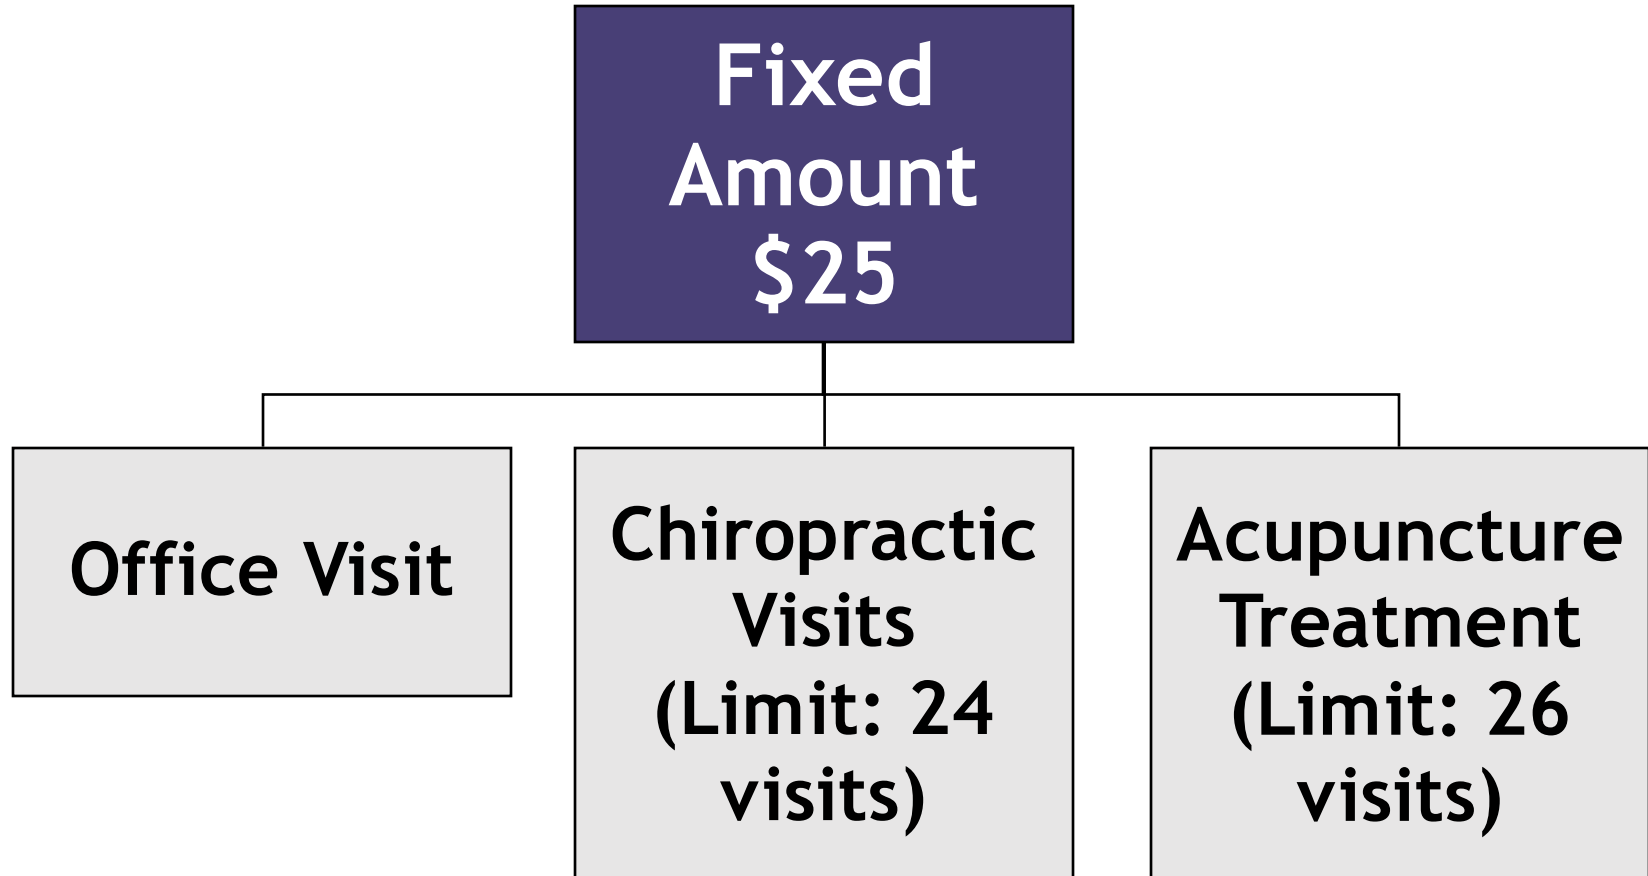 Fixed
Amount
$25
Office Visit
Chiropractic
Visits
(Limit: 24
visits)
Acupuncture
Treatment
(Limit: 26
visits)